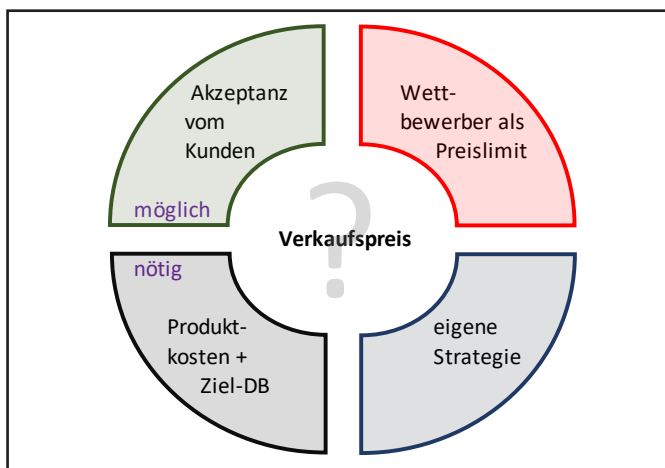 Akzeptanz
vom
Kunden
möglich
Wett-
bewerber als
Preislimit
?
Verkaufspreis
nötig
Produkt-
kosten +
Ziel-DB
eigene
Strategie